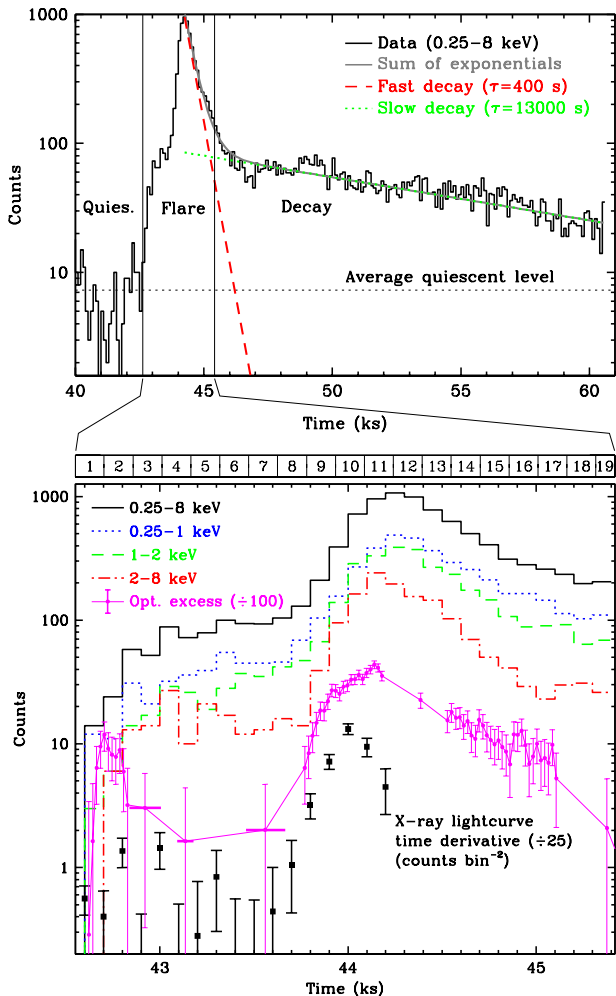 1000
Data (0.25−8 keV)
Sum of exponentials
Fast decay (τ=400 s)
Slow decay (τ=13000 s)
100
Counts
Quies.
Flare
Decay
10
Average quiescent level
40
45
50
55
60
Time (ks)
1 2 3 4 5 6 7 8 9 10 11 12 13 14 15 16 17 18 19
1000
0.25−8 keV
0.25−1 keV
1−2 keV
2−8 keV
Opt. excess (÷100)
100
Counts
10
X−ray lightcurve
time derivative (÷25)
(counts bin⁻²)
1
43
44
45
Time (ks)